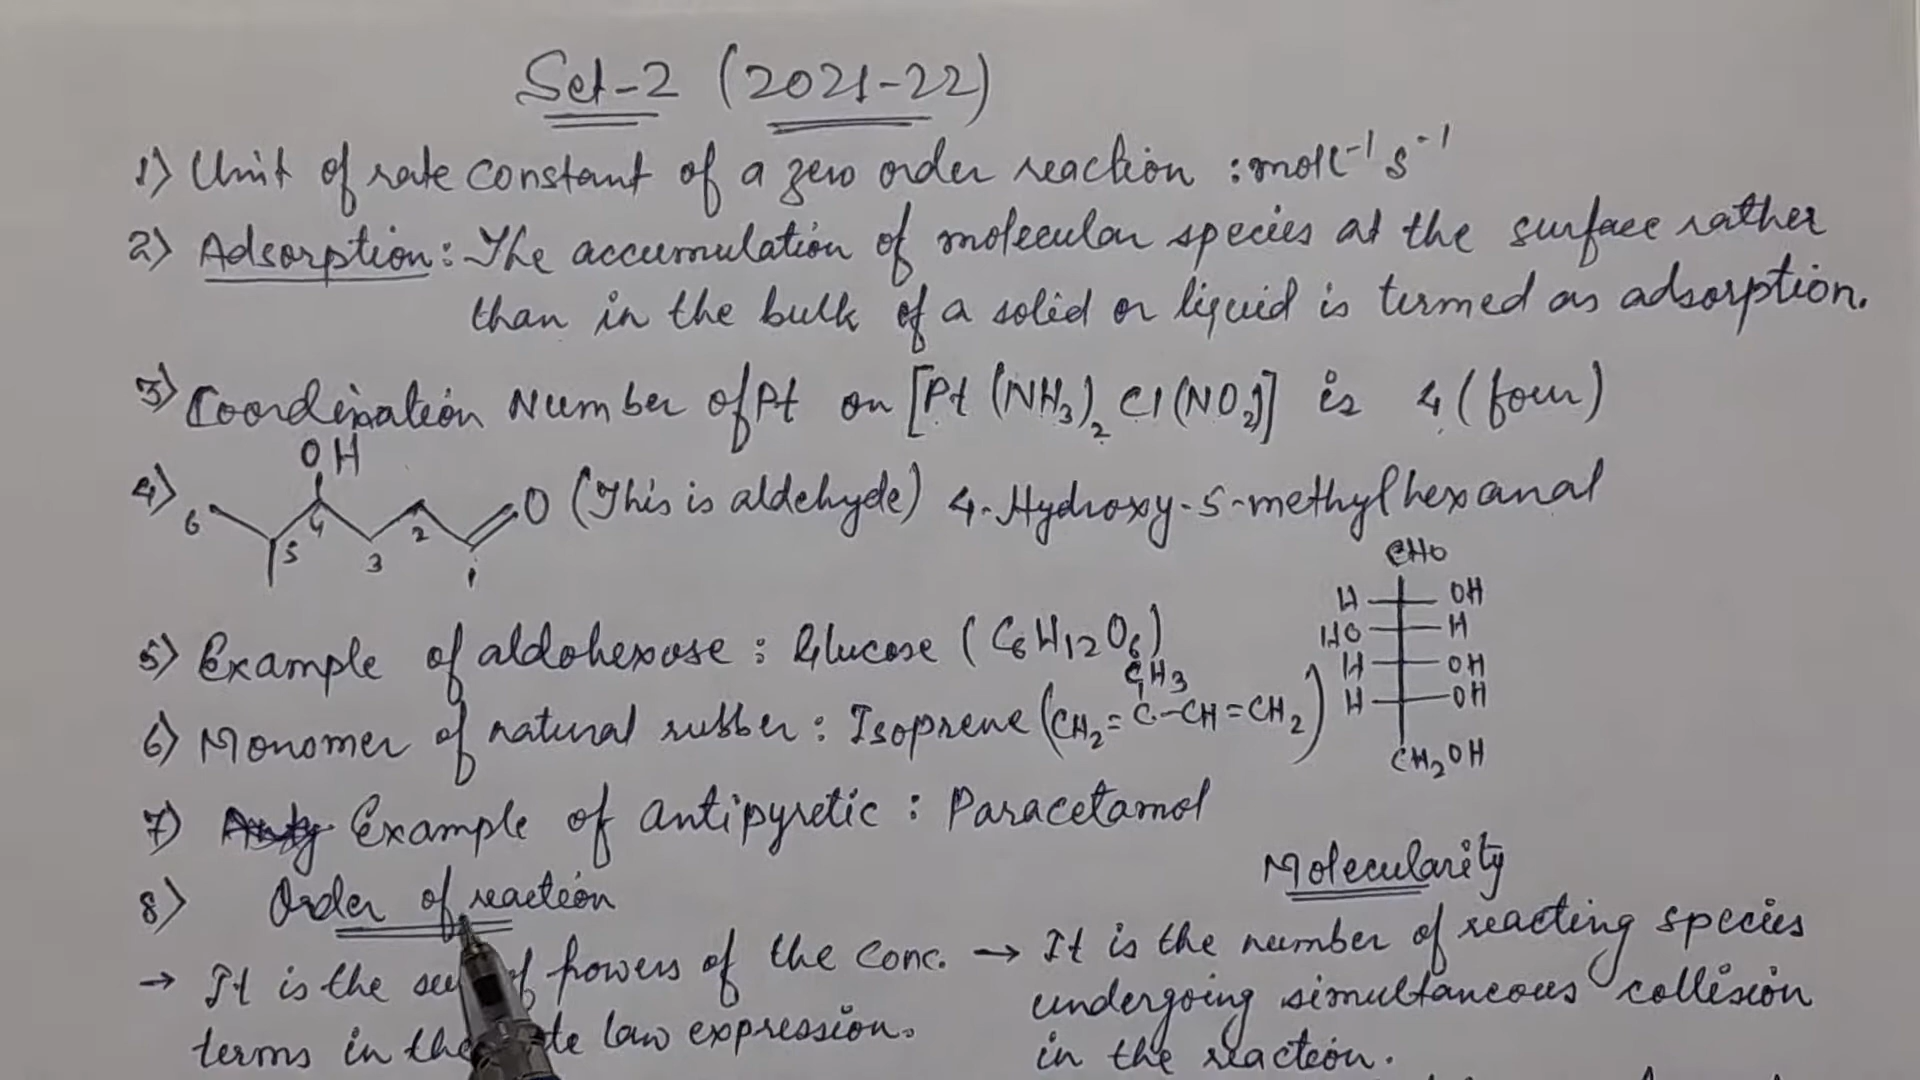 Set-2 (2021-22)
1) Unit of rate constant of a zero order reaction : mol L⁻¹ s⁻¹
2) Adsorption: The accumulation of molecular species at the surface rather
than in the bulk of a solid or liquid is termed as adsorption.
3) Coordination Number of Pt on [Pt (NH₃)₂ Cl(NO₂)] is 4 (four)
OH
4) 6 5 4 3 2 1 O (This is aldehyde) 4-Hydroxy-5-methylhexanal
CHO
H OH
HO H
H OH
H OH
CH₂OH
5) Example of aldohexose : Glucose (C₆H₁₂O₆)
CH₃
6) Monomer of natural rubber : Isoprene (CH₂=C-CH=CH₂)
7) Example of antipyretic : Paracetamol
8) Order of reaction
→ It is the of powers of the conc.
terms in the law expression.
Molecularity
→ It is the number of reacting species
undergoing simultaneous collision
in the reaction.